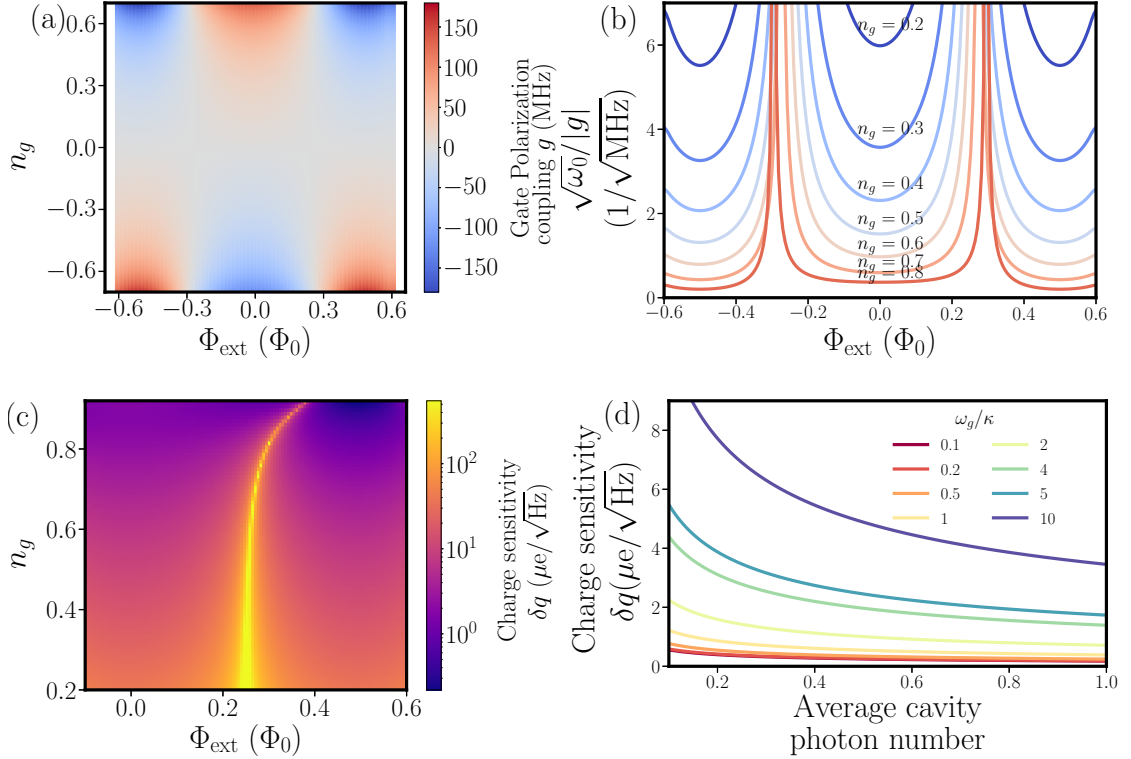 (a)
0.6
0.3
0.0
−0.3
−0.6
n_g
−0.6
−0.3
0.0
0.3
0.6
Φ_ext (Φ_0)
150
100
50
0
−50
−100
−150
Gate Polarization
coupling g (MHz)
(b)
6
4
2
0
√ω_0/|g|
(1/√MHz)
n_g = 0.2
n_g = 0.3
n_g = 0.4
n_g = 0.5
n_g = 0.6
n_g = 0.7
n_g = 0.8
−0.6
−0.4
−0.2
0.0
0.2
0.4
0.6
Φ_ext (Φ_0)
(c)
0.8
0.6
0.4
0.2
n_g
0.0
0.2
0.4
0.6
Φ_ext (Φ_0)
10^2
10^1
10^0
Charge sensitivity
δq (μe/√Hz)
(d)
8
6
4
2
0
Charge sensitivity
δq(μe/√Hz)
ω_g/κ
0.1
0.2
0.5
1
2
4
5
10
0.2
0.4
0.6
0.8
1.0
Average cavity
photon number